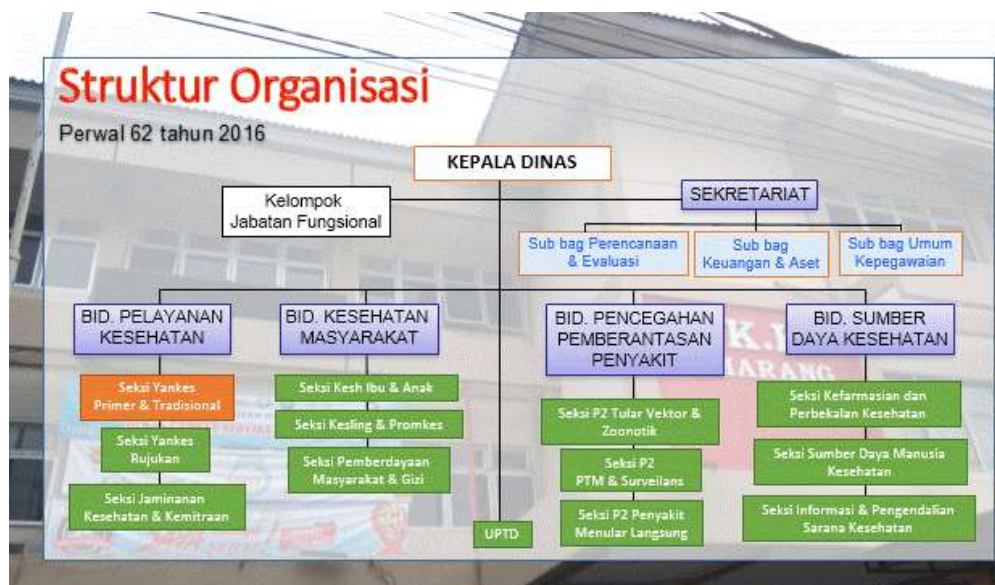 Struktur Organisasi
Perwal 62 tahun 2016
KEPALA DINAS
Kelompok
Jabatan Fungsional
SEKRETARIAT
Sub bag Perencanaan
& Evaluasi
Sub bag
Keuangan & Aset
Sub bag Umum
Kepegawaian
BID. PELAYANAN
KESEHATAN
Seksi Yankes
Primer & Tradisional
Seksi Yankes
Rujukan
Seksi Jaminanan
Kesehatan & Kemitraan
BID. KESEHATAN
MASYARAKAT
Seksi Kesh Ibu & Anak
Seksi Kesling & Promkes
Seksi Pemberdayaan
Masyarakat & Gizi
UPTD
BID. PENCEGAHAN
PEMBERANTASAN
PENYAKIT
Seksi P2 Tular Vektor &
Zoonotik
Seksi P2
PTM & Surveilans
Seksi P2 Penyakit
Menular Langsung
BID. SUMBER
DAYA KESEHATAN
Seksi Kefarmasian dan
Perbekalan Kesehatan
Seksi Sumber Daya Manusia
Kesehatan
Seksi Informasi & Pengendalian
Sarana Kesehatan